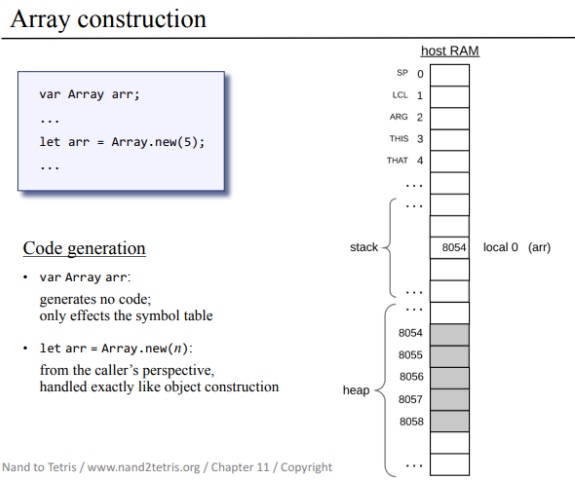 Array construction
var Array arr;
...
let arr = Array.new(5);
...
Code generation
• var Array arr:
generates no code;
only effects the symbol table
• let arr = Array.new(n):
from the caller's perspective,
handled exactly like object construction
host RAM
SP 0
LCL 1
ARG 2
THIS 3
THAT 4
...
...
stack
8054 local 0 (arr)
...
...
8054
8055
8056
heap
8057
8058
...
Nand to Tetris / www.nand2tetris.org / Chapter 11 / Copyright